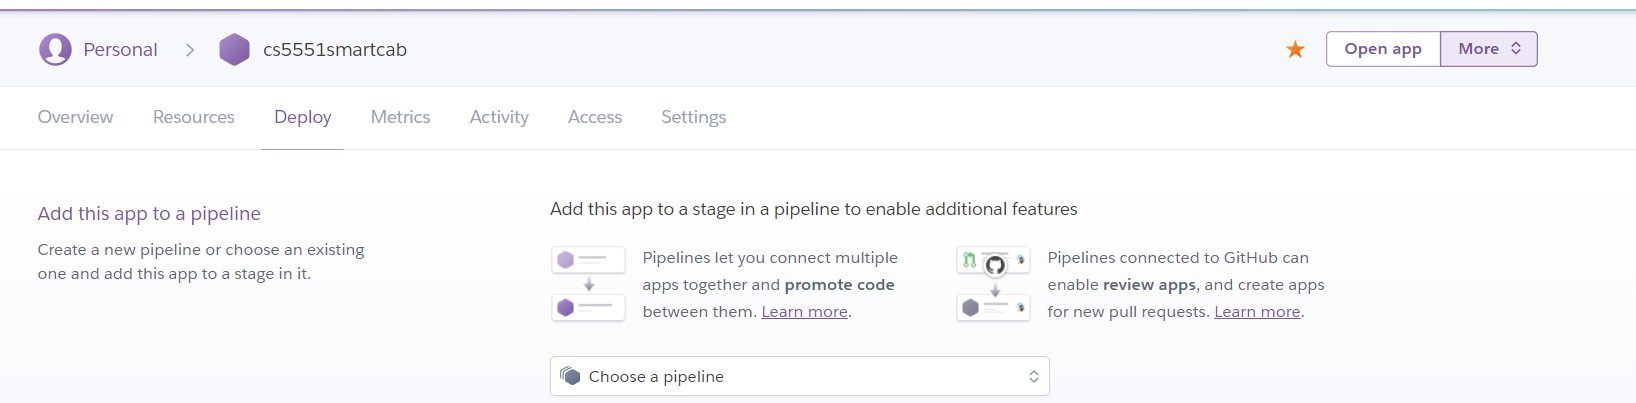 Personal > cs5551smartcab
Open app More
Overview Resources Deploy Metrics Activity Access Settings
Add this app to a pipeline
Create a new pipeline or choose an existing
one and add this app to a stage in it.
Add this app to a stage in a pipeline to enable additional features
Pipelines let you connect multiple
apps together and promote code
between them. Learn more.
Pipelines connected to GitHub can
enable review apps, and create apps
for new pull requests. Learn more.
Choose a pipeline